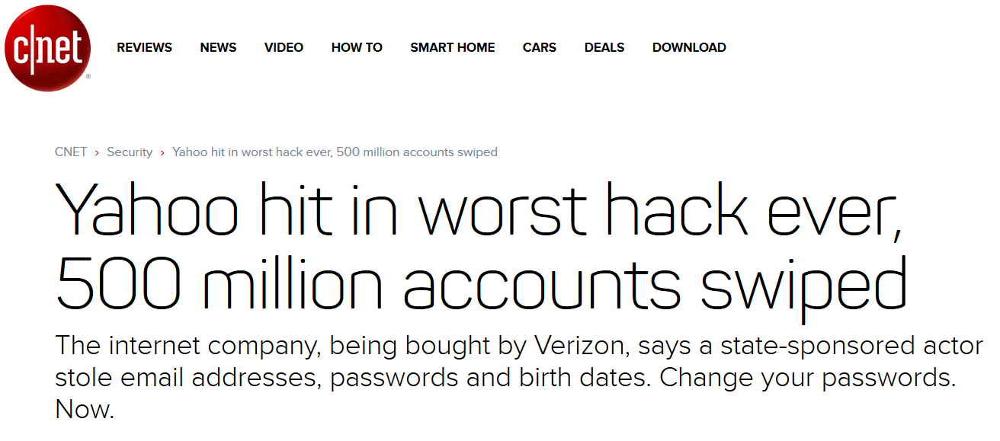 c|net
REVIEWS NEWS VIDEO HOW TO SMART HOME CARS DEALS DOWNLOAD
®
CNET › Security › Yahoo hit in worst hack ever, 500 million accounts swiped
Yahoo hit in worst hack ever,
500 million accounts swiped
The internet company, being bought by Verizon, says a state-sponsored actor
stole email addresses, passwords and birth dates. Change your passwords.
Now.